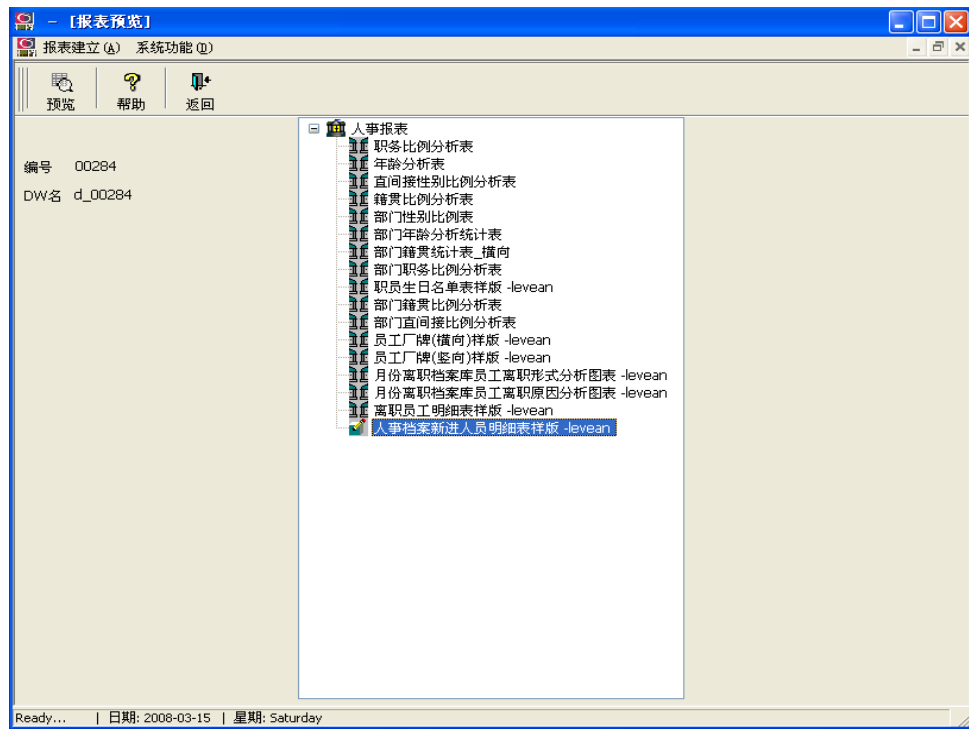 - [报表预览]
报表建立(A) 系统功能(D)
预览 帮助 返回
编号 00284
DW名 d_00284
人事报表
职务比例分析表
年龄分析表
直间接性别比例分析表
籍贯比例分析表
部门性别比例表
部门年龄分析统计表
部门籍贯统计表_横向
部门职务比例分析表
职员生日名单表样版 -levean
部门籍贯比例分析表
部门直间接比例分析表
员工厂牌(横向)样版 -levean
员工厂牌(竖向)样版 -levean
月份离职档案库员工离职形式分析图表 -levean
月份离职档案库员工离职原因分析图表 -levean
离职员工明细表样版 -levean
人事档案新进人员明细表样版 -levean
Ready... | 日期: 2008-03-15 | 星期: Saturday